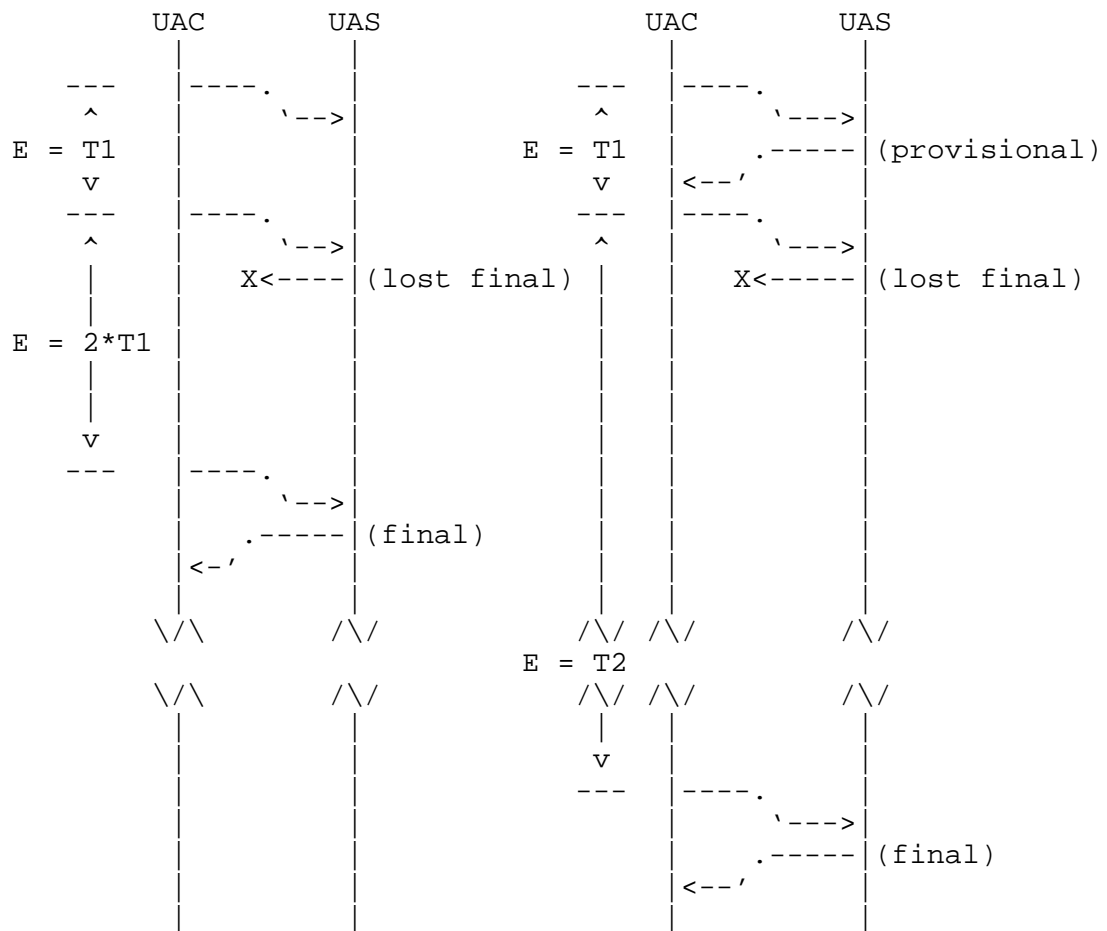 UAC UAS UAC UAS
E = T1 E = T1 (provisional)
(lost final) (lost final)
E = 2*T1
(final)
E = T2
(final)